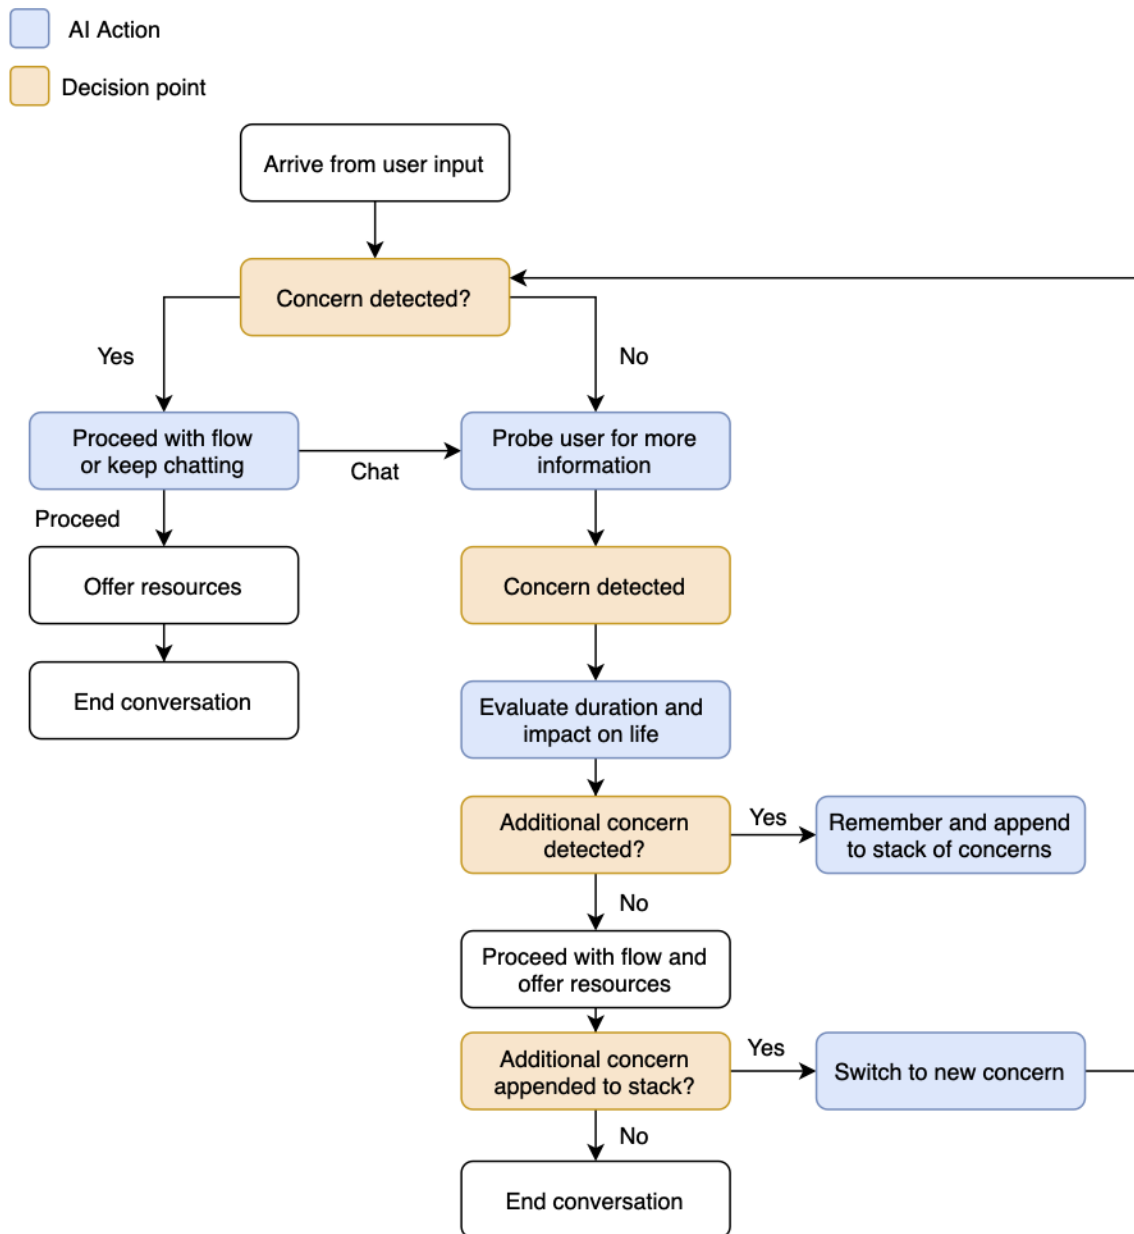 AI Action
Decision point
Arrive from user input
Concern detected?
Yes
No
Proceed with flow
or keep chatting
Chat
Probe user for more
information
Proceed
Offer resources
Concern detected
End conversation
Evaluate duration and
impact on life
Additional concern
detected?
Yes
Remember and append
to stack of concerns
No
Proceed with flow and
offer resources
Additional concern
appended to stack?
Yes
Switch to new concern
No
End conversation